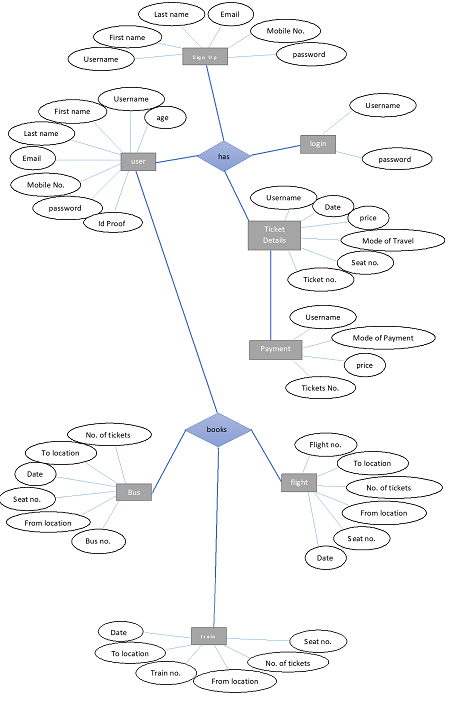 Last name
Email
First name
Mobile No.
Username
Sign Up
password
Username
First name
age
Username
Last name
has
login
Email
user
password
Mobile No.
password
Id Proof
Username
Date
price
Ticket
Details
Mode of Travel
Seat no.
Ticket no.
Username
Mode of Payment
Payment
price
Tickets No.
books
No. of tickets
Flight no.
To location
To location
Date
flight
No. of tickets
Bus
Seat no.
From location
From location
Bus no.
Seat no.
Date
Date
train
Seat no.
To location
No. of tickets
Train no.
From location